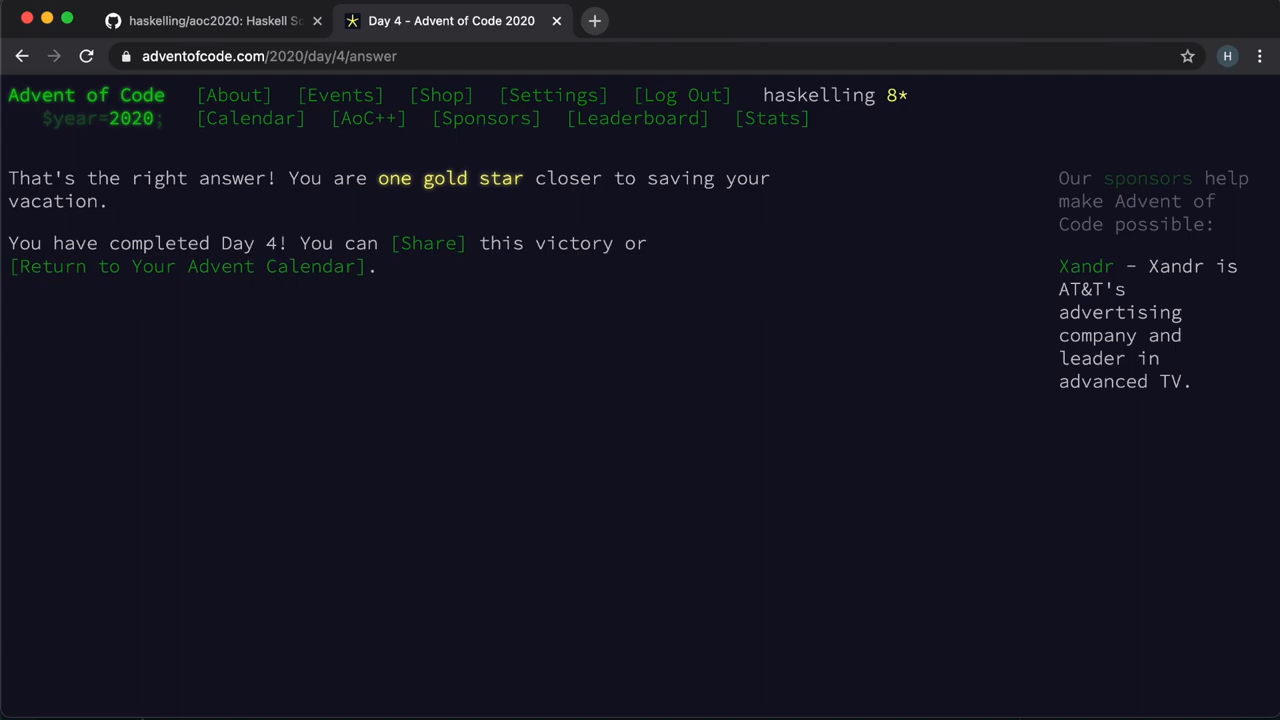 haskelling/aoc2020: Haskell Sc
Day 4 - Advent of Code 2020
adventofcode.com/2020/day/4/answer
H
Advent of Code [About] [Events] [Shop] [Settings] [Log Out] haskelling 8*
$year=2020; [Calendar] [AoC++] [Sponsors] [Leaderboard] [Stats]
That's the right answer! You are one gold star closer to saving your
vacation.
You have completed Day 4! You can [Share] this victory or
[Return to Your Advent Calendar].
Our sponsors help
make Advent of
Code possible:
Xandr - Xandr is
AT&T's
advertising
company and
leader in
advanced TV.